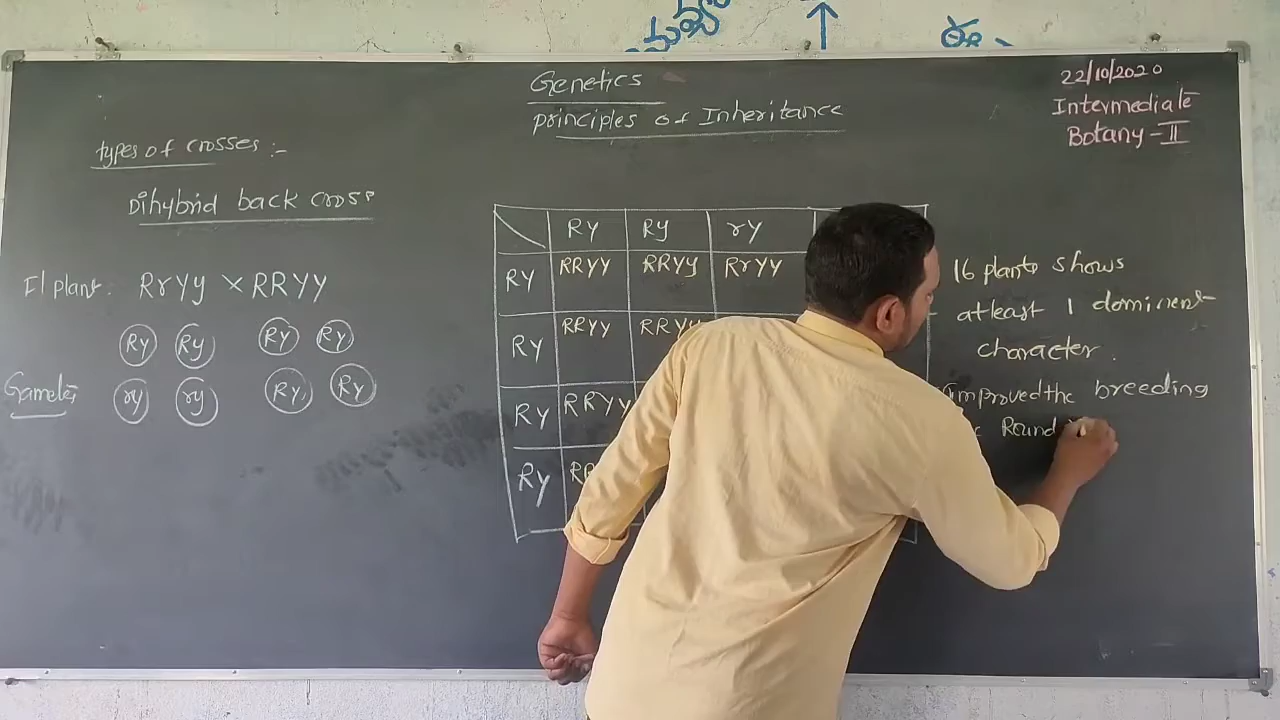 Genetics
principles of Inheritance
22/10/2020
Intermediate
Botany-II
types of crosses :-
Dihybrid back cross
F1 plant: RrYy × RRYY
RY Ry RY RY
Gametes
rY ry RY RY
RY Ry rY
RY RRYY RRYy RrYY
RY RRYY RRYy
RY RRYY
RY
16 plants shows
atleast 1 dominent
character.
improved the breeding
Round